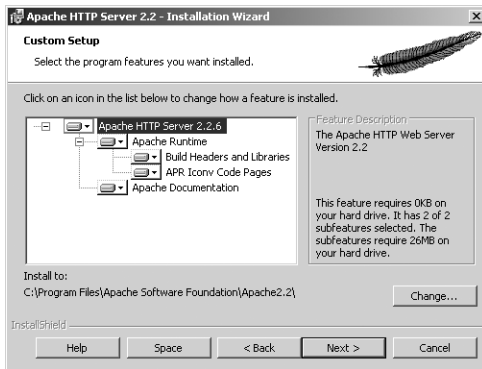 Apache HTTP Server 2.2 - Installation Wizard
Custom Setup
Select the program features you want installed.
Click on an icon in the list below to change how a feature is installed.
Apache HTTP Server 2.2.6
Apache Runtime
Build Headers and Libraries
APR Iconv Code Pages
Apache Documentation
Feature Description
The Apache HTTP Web Server
Version 2.2
This feature requires 0KB on
your hard drive. It has 2 of 2
subfeatures selected. The
subfeatures require 26MB on
your hard drive.
Install to:
C:\Program Files\Apache Software Foundation\Apache2.2\
Change...
InstallShield
Help
Space
< Back
Next >
Cancel